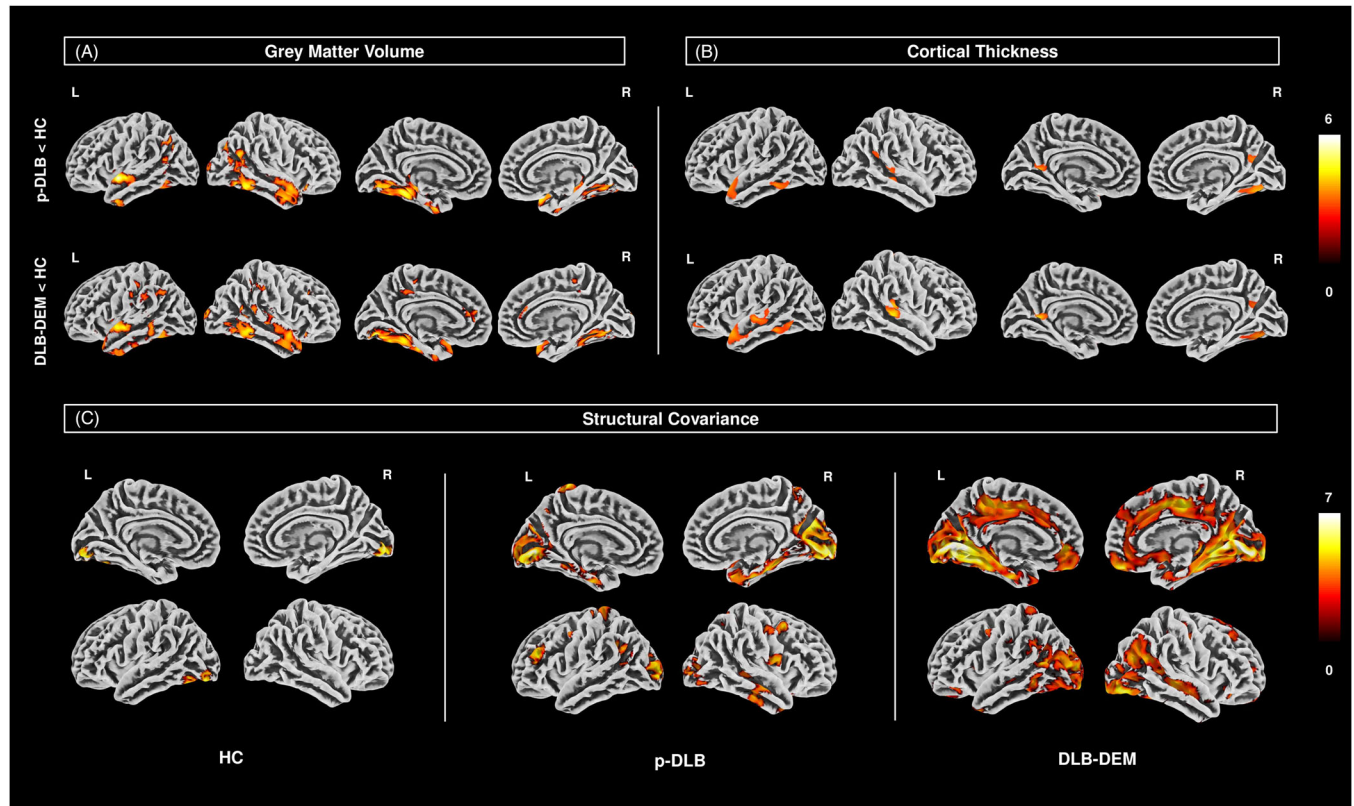 (A) Grey Matter Volume
(B) Cortical Thickness
L R
L R
p-DLB < HC
6
0
L R
L R
DLB-DEM < HC
(C) Structural Covariance
L R
L R
L R
7
0
HC
p-DLB
DLB-DEM